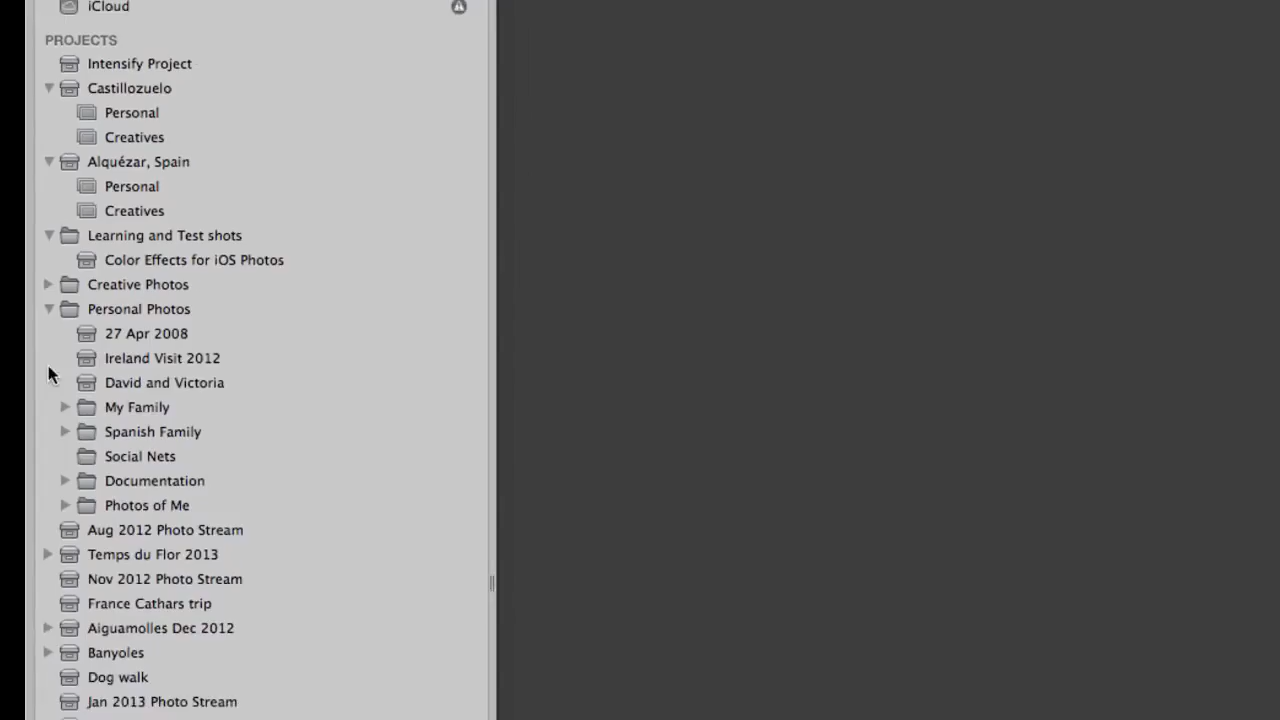 iCloud
PROJECTS
Intensify Project
Castillozuelo
Personal
Creatives
Alquézar, Spain
Personal
Creatives
Learning and Test shots
Color Effects for iOS Photos
Creative Photos
Personal Photos
27 Apr 2008
Ireland Visit 2012
David and Victoria
My Family
Spanish Family
Social Nets
Documentation
Photos of Me
Aug 2012 Photo Stream
Temps du Flor 2013
Nov 2012 Photo Stream
France Cathars trip
Aiguamolles Dec 2012
Banyoles
Dog walk
Jan 2013 Photo Stream